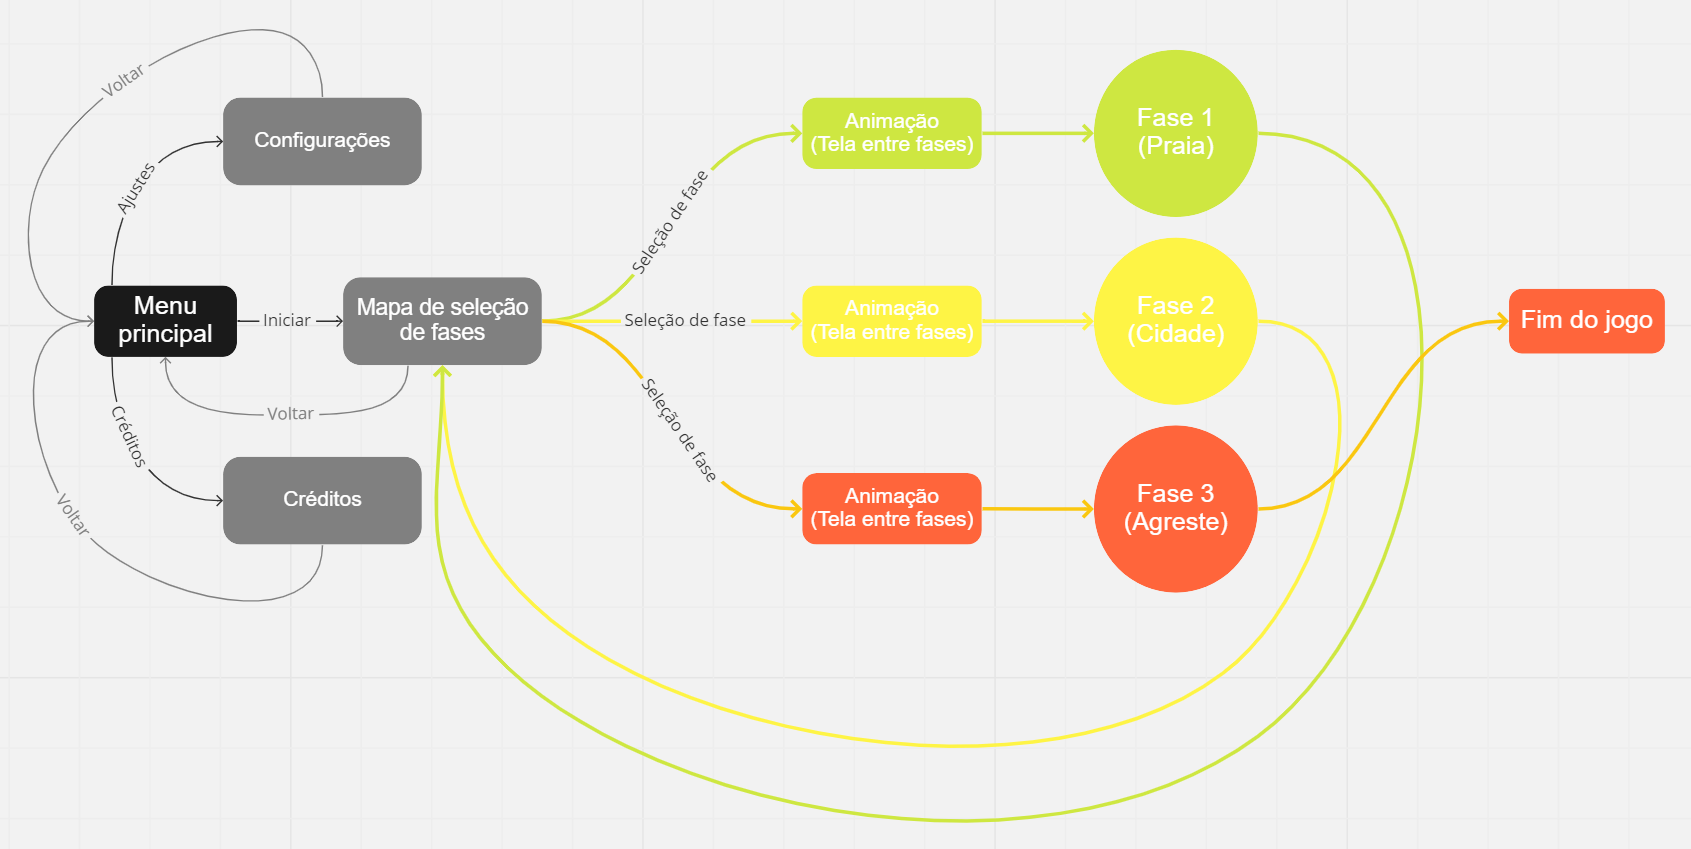 Voltar
Configurações
Ajustes
Menu
principal
Iniciar
Mapa de seleção
de fases
Voltar
Créditos
Créditos
Voltar
Seleção de fase
Animação
(Tela entre fases)
Fase 1
(Praia)
Seleção de fase
Animação
(Tela entre fases)
Fase 2
(Cidade)
Seleção de fase
Animação
(Tela entre fases)
Fase 3
(Agreste)
Fim do jogo